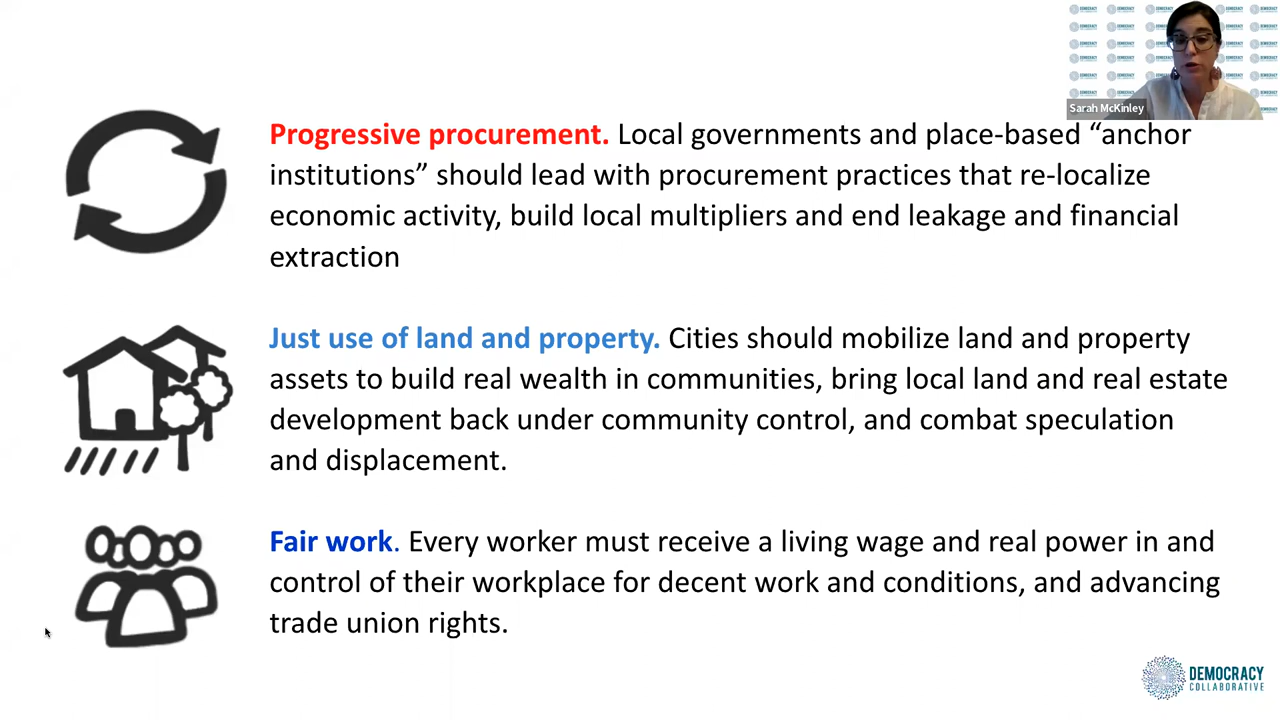 Sarah McKinley
Progressive procurement. Local governments and place-based “anchor
institutions” should lead with procurement practices that re-localize
economic activity, build local multipliers and end leakage and financial
extraction
Just use of land and property. Cities should mobilize land and property
assets to build real wealth in communities, bring local land and real estate
development back under community control, and combat speculation
and displacement.
Fair work. Every worker must receive a living wage and real power in and
control of their workplace for decent work and conditions, and advancing
trade union rights.
DEMOCRACY
COLLABORATIVE